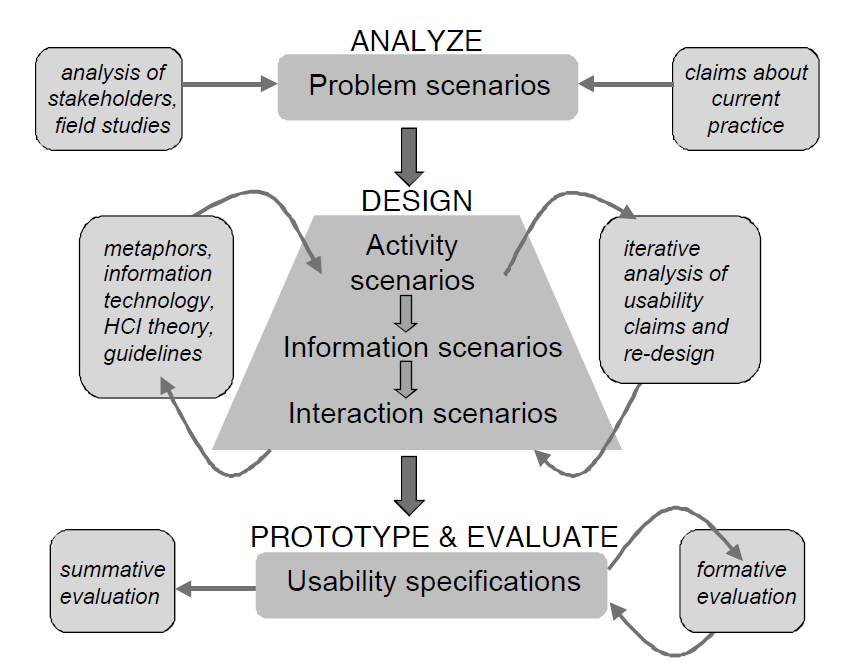 ANALYZE
analysis of
stakeholders,
field studies
Problem scenarios
claims about
current
practice
DESIGN
metaphors,
information
technology,
HCI theory,
guidelines
Activity
scenarios
Information scenarios
Interaction scenarios
iterative
analysis of
usability
claims and
re-design
PROTOTYPE & EVALUATE
summative
evaluation
Usability specifications
formative
evaluation